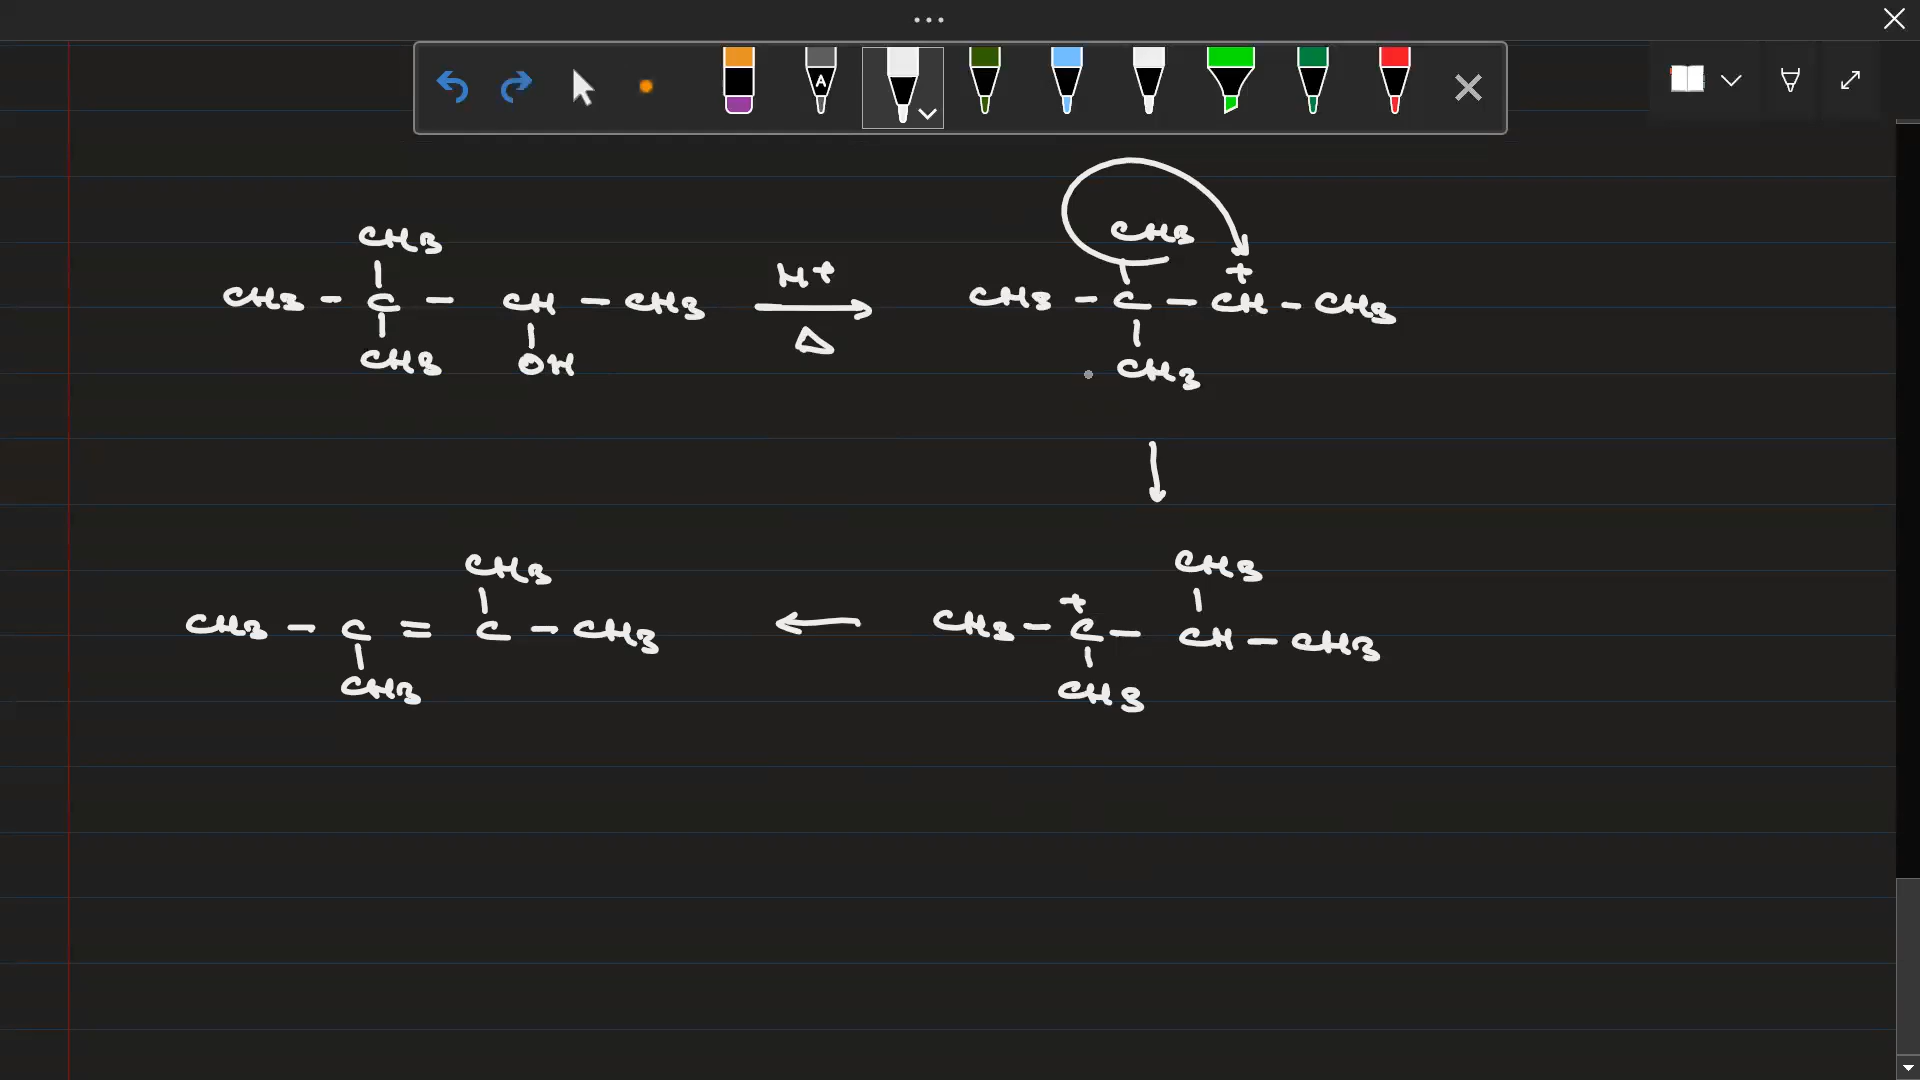 CH3 CH3
CH3 - C - CH - CH3 H+ → Δ CH3 - C - CH+ - CH3
CH3 OH CH3
↓
CH3 CH3
CH3 - C = C - CH3 ← CH3 - C+ - CH - CH3
CH3 CH3